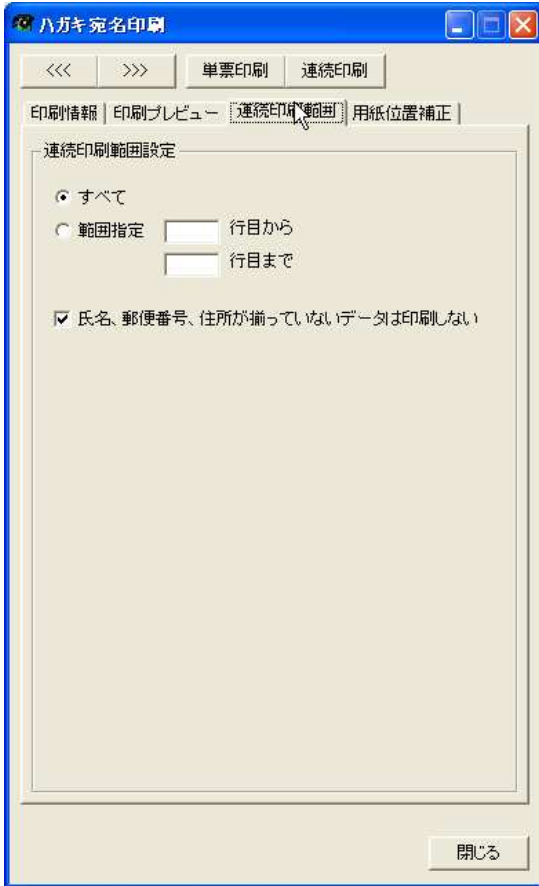 ハガキ宛名印刷
<<< >>> 単票印刷 連続印刷
印刷情報 印刷プレビュー 連続印刷範囲 用紙位置補正
連続印刷範囲設定
すべて
範囲指定 行目から
行目まで
氏名、郵便番号、住所が揃っていないデータは印刷しない
閉じる